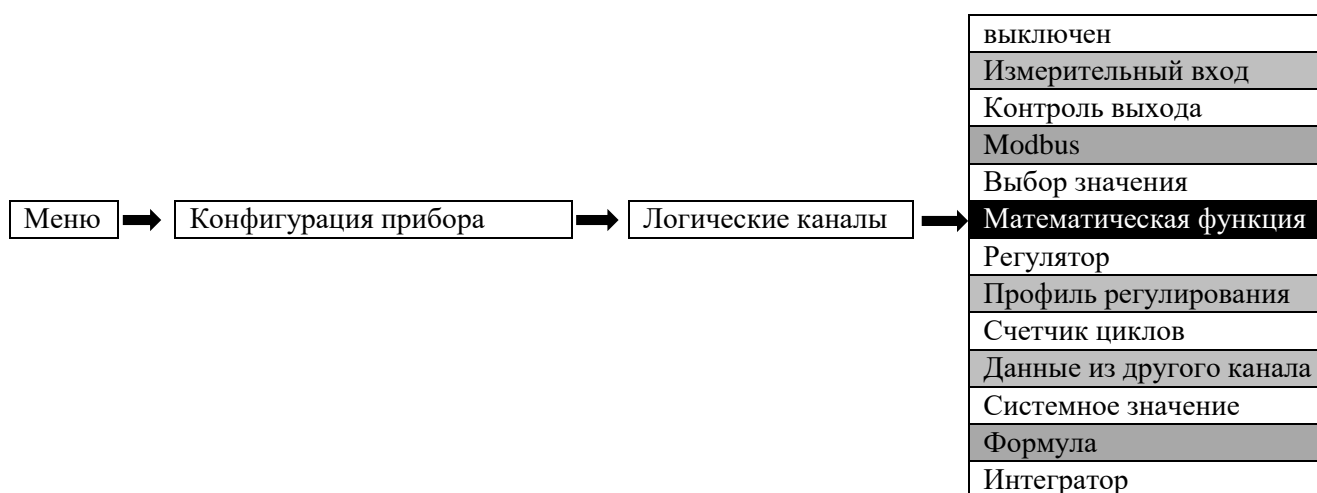 выключен
Измерительный вход
Контроль выхода
Modbus
Выбор значения
Меню Конфигурация прибора Логические каналы Математическая функция
Регулятор
Профиль регулирования
Счетчик циклов
Данные из другого канала
Системное значение
Формула
Интегратор